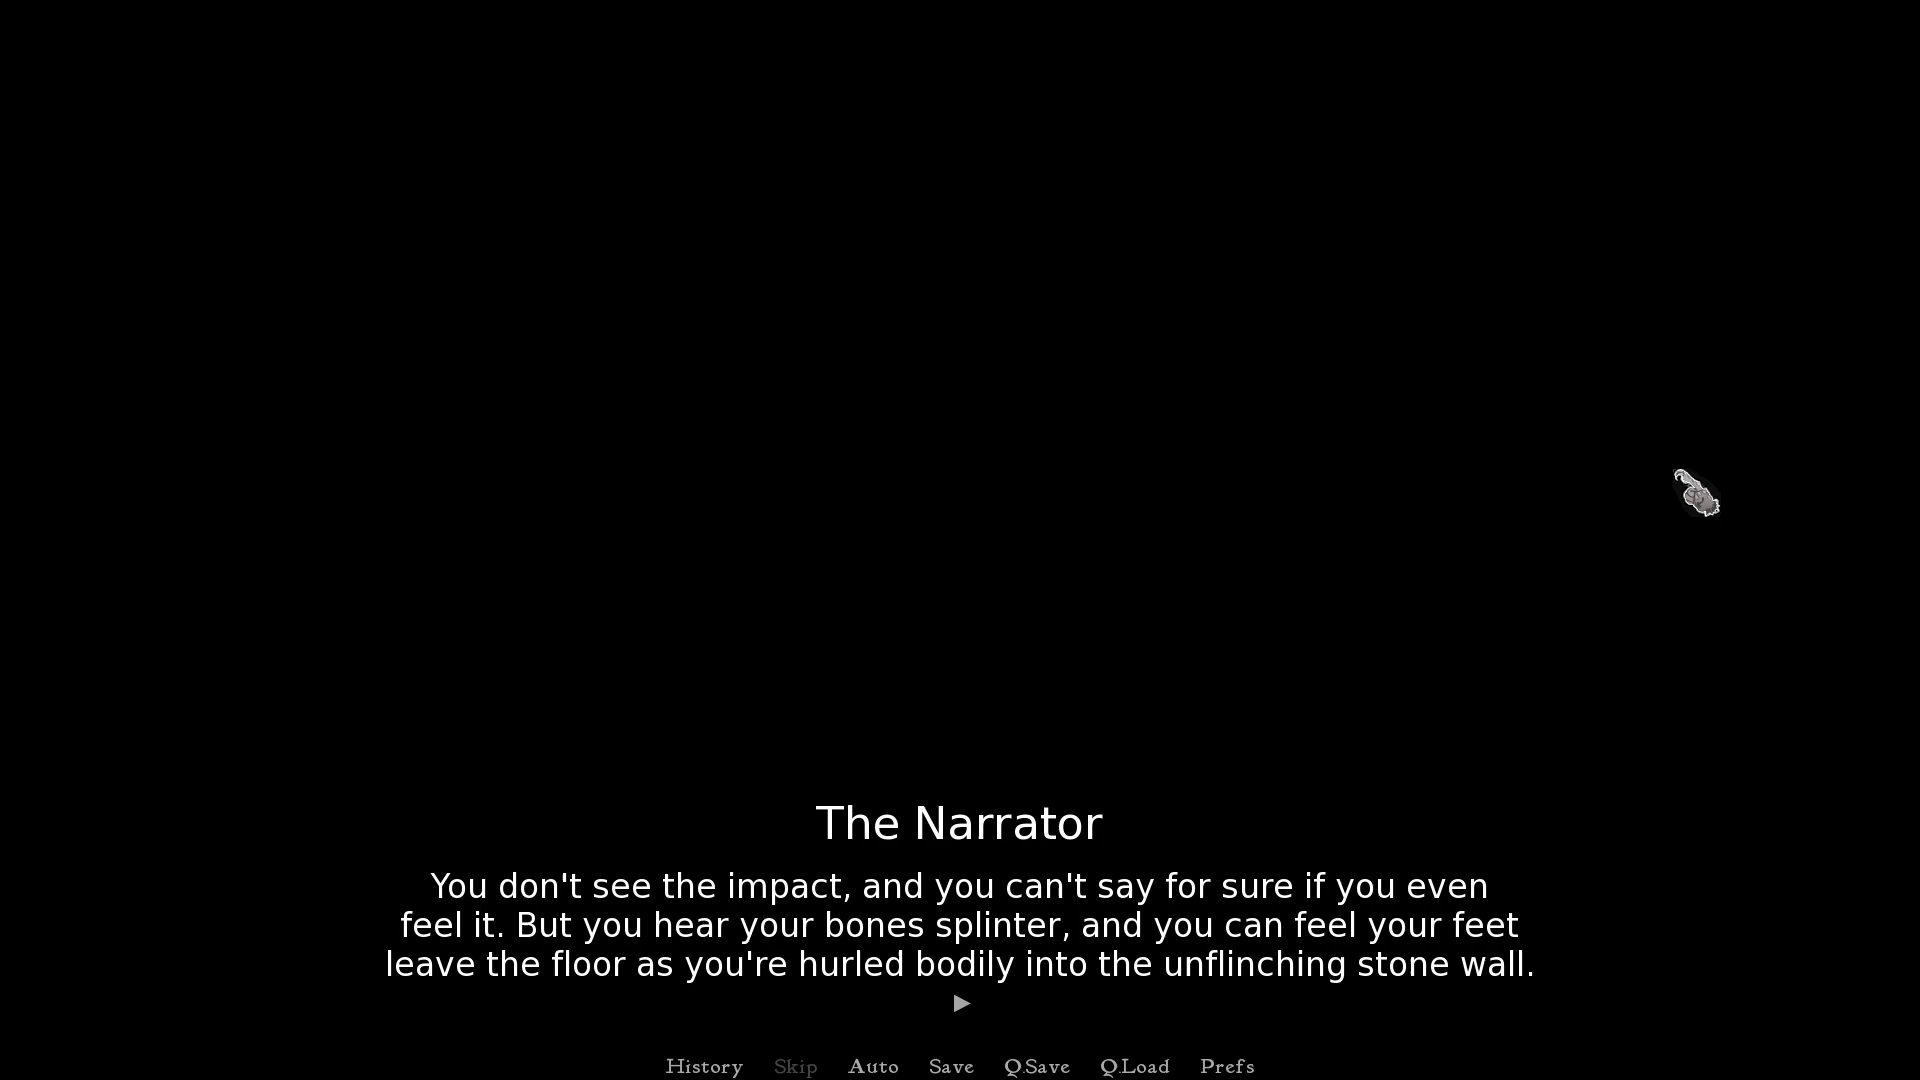 The Narrator
You don't see the impact, and you can't say for sure if you even
feel it. But you hear your bones splinter, and you can feel your feet
leave the floor as you're hurled bodily into the unflinching stone wall.
History Skip Auto Save Q.Save Q.Load Prefs